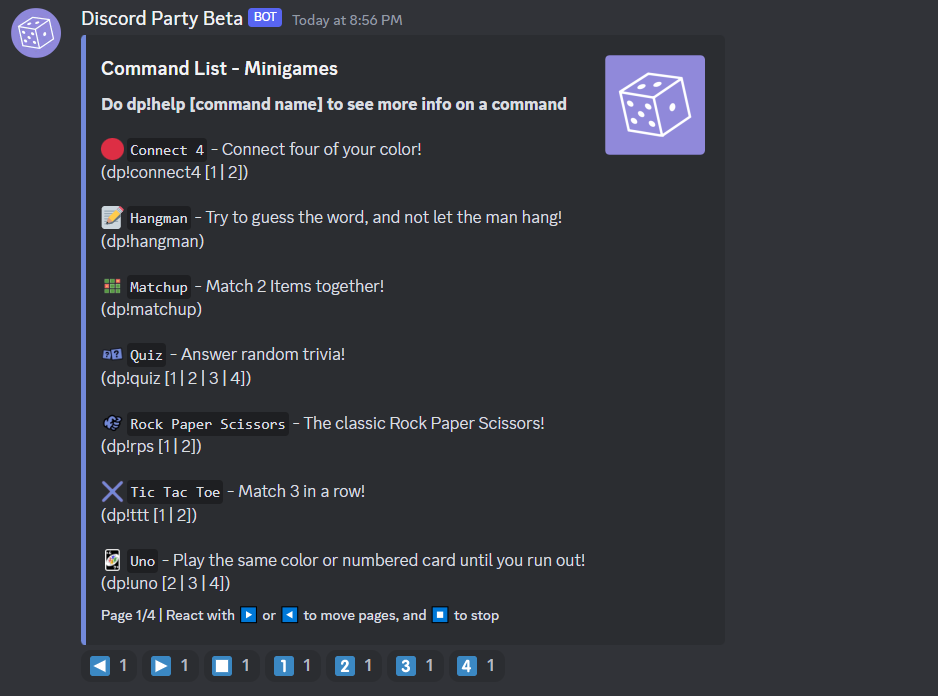 Discord Party Beta BOT Today at 8:56 PM
Command List - Minigames
Do dp!help [command name] to see more info on a command
Connect 4 - Connect four of your color!
(dp!connect4 [1 | 2])
Hangman - Try to guess the word, and not let the man hang!
(dp!hangman)
Matchup - Match 2 Items together!
(dp!matchup)
Quiz - Answer random trivia!
(dp!quiz [1 | 2 | 3 | 4])
Rock Paper Scissors - The classic Rock Paper Scissors!
(dp!rps [1 | 2])
Tic Tac Toe - Match 3 in a row!
(dp!ttt [1 | 2])
Uno - Play the same color or numbered card until you run out!
(dp!uno [2 | 3 | 4])
Page 1/4 | React with ▶ or ◀ to move pages, and ⏹ to stop
◀ 1 ▶ 1 ⏹ 1 1 1 2 1 3 1 4 1